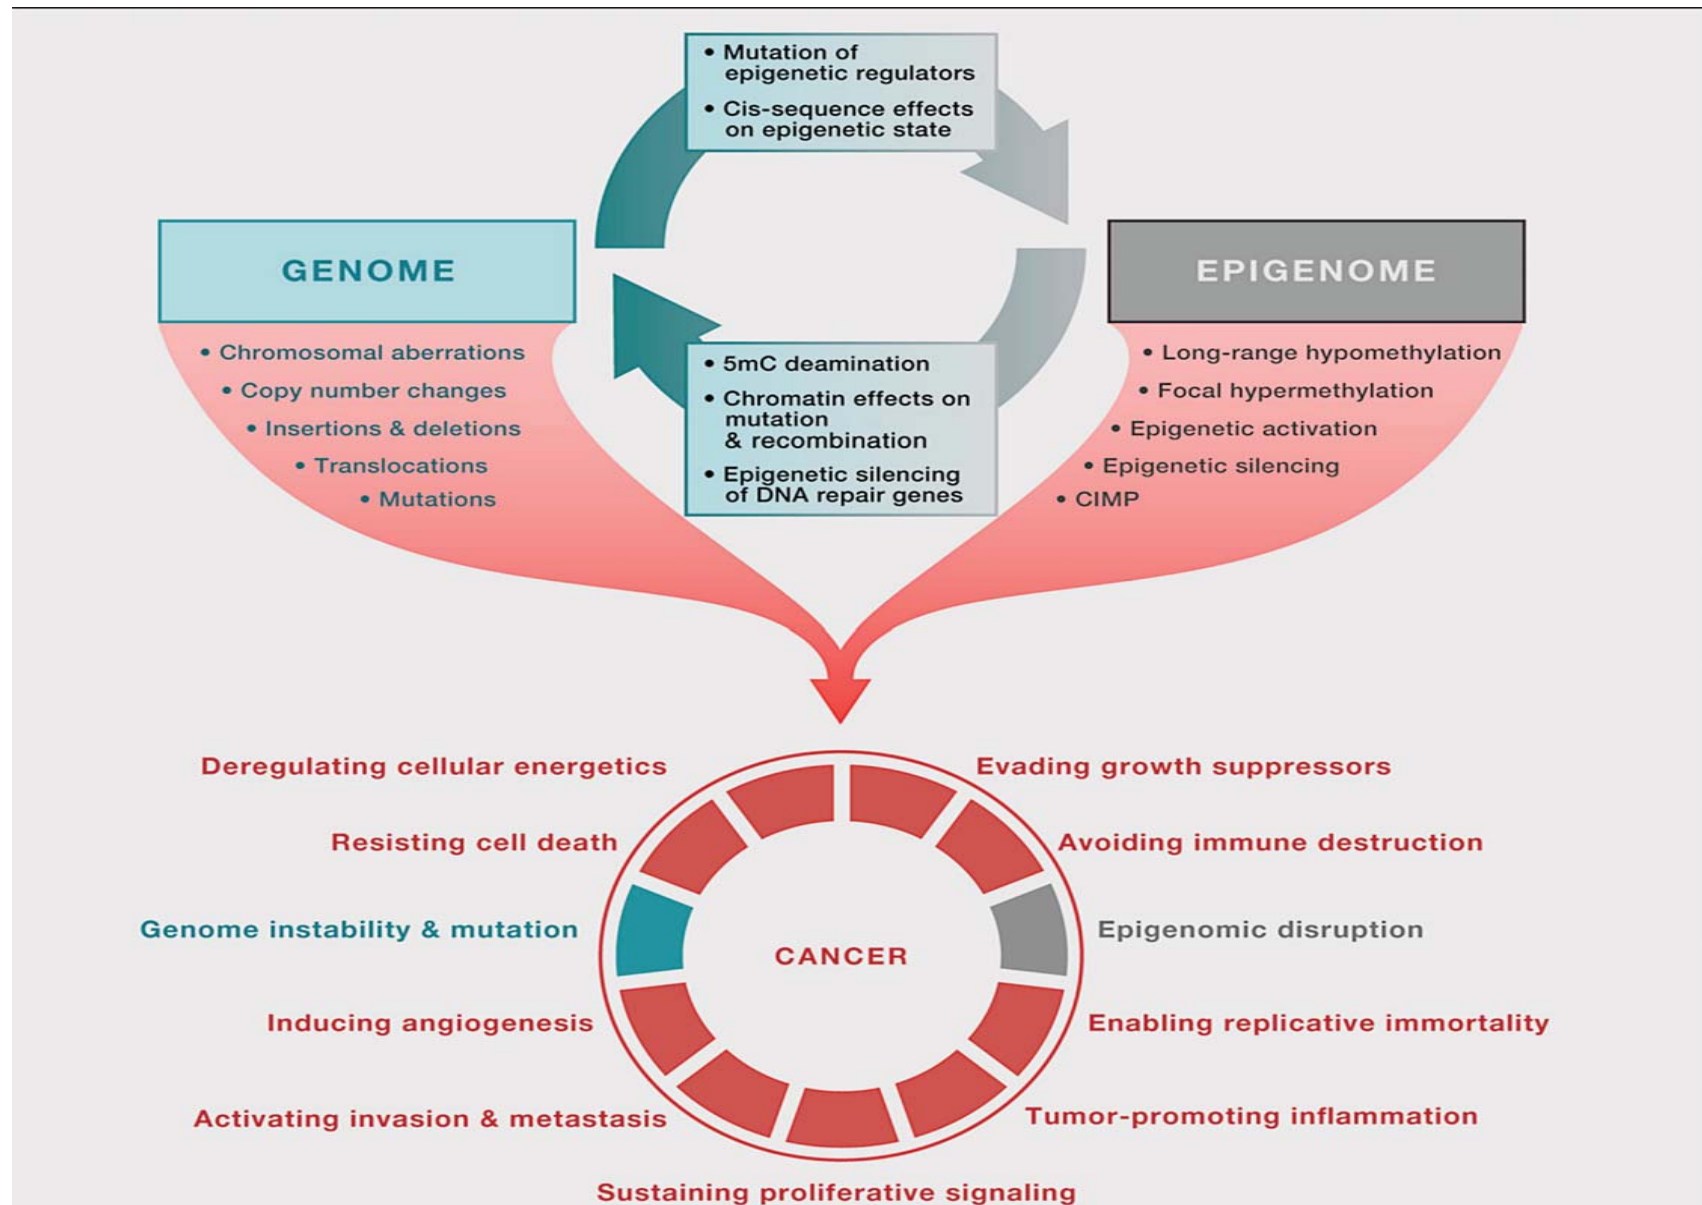 • Mutation of
epigenetic regulators
• Cis-sequence effects
on epigenetic state
GENOME
EPIGENOME
• Chromosomal aberrations
• Copy number changes
• Insertions & deletions
• Translocations
• Mutations
• 5mC deamination
• Chromatin effects on
mutation
& recombination
• Epigenetic silencing
of DNA repair genes
• Long-range hypomethylation
• Focal hypermethylation
• Epigenetic activation
• Epigenetic silencing
• CIMP
Deregulating cellular energetics
Evading growth suppressors
Resisting cell death
Avoiding immune destruction
Genome instability & mutation
Epigenomic disruption
CANCER
Inducing angiogenesis
Enabling replicative immortality
Activating invasion & metastasis
Tumor-promoting inflammation
Sustaining proliferative signaling